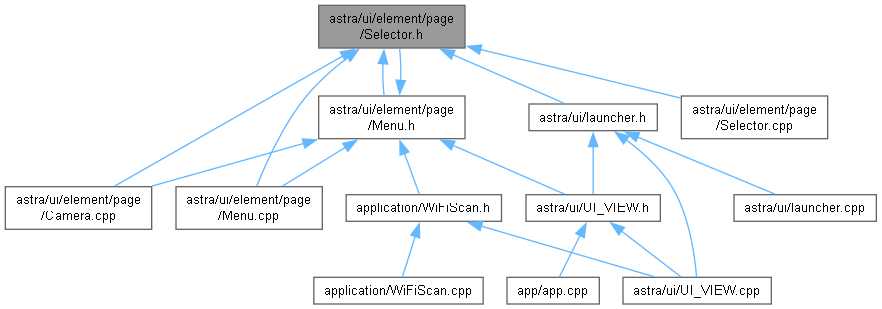 astra/ui/element/page
/Selector.h
astra/ui/element/page
/Menu.h
astra/ui/launcher.h
astra/ui/element/page
/Selector.cpp
astra/ui/element/page
/Camera.cpp
astra/ui/element/page
/Menu.cpp
application/WiFiScan.h
astra/ui/UI_VIEW.h
astra/ui/launcher.cpp
application/WiFiScan.cpp
app/app.cpp
astra/ui/UI_VIEW.cpp